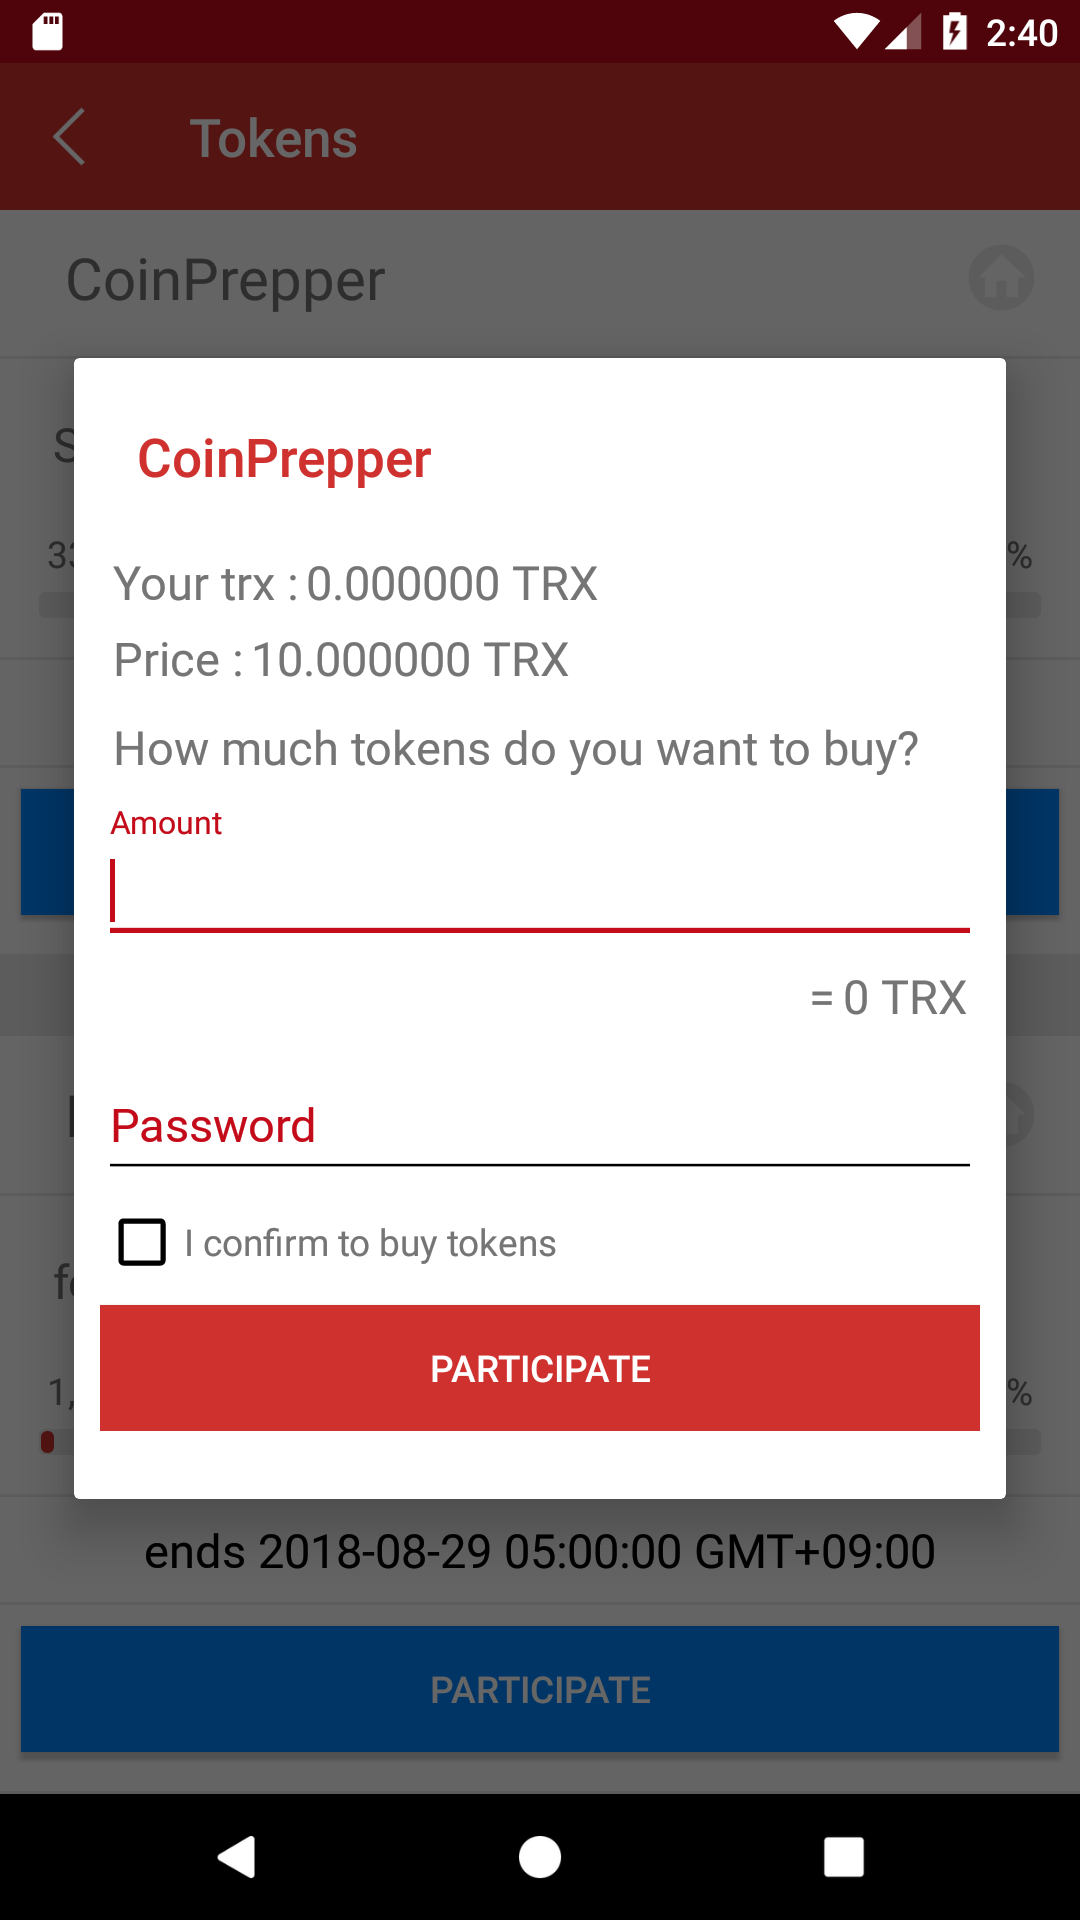 2:40
Tokens
CoinPrepper
CoinPrepper
Your trx : 0.000000 TRX
Price : 10.000000 TRX
How much tokens do you want to buy?
Amount
= 0 TRX
Password
I confirm to buy tokens
PARTICIPATE
%
%
ends 2018-08-29 05:00:00 GMT+09:00
PARTICIPATE